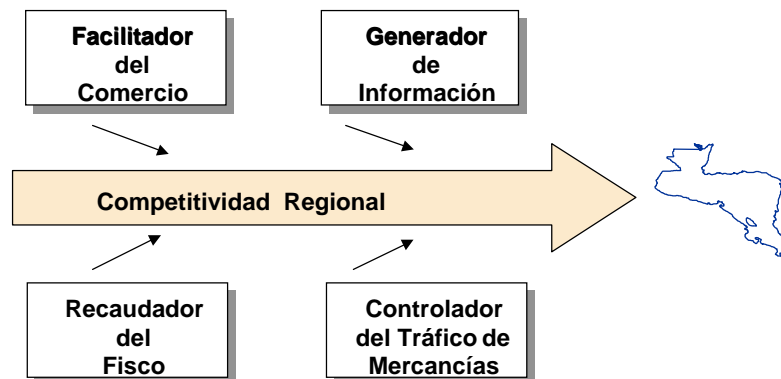 Facilitador
del
Comercio
Generador
de
Información
Competitividad Regional
Recaudador
del
Fisco
Controlador
del Tráfico de
Mercancías